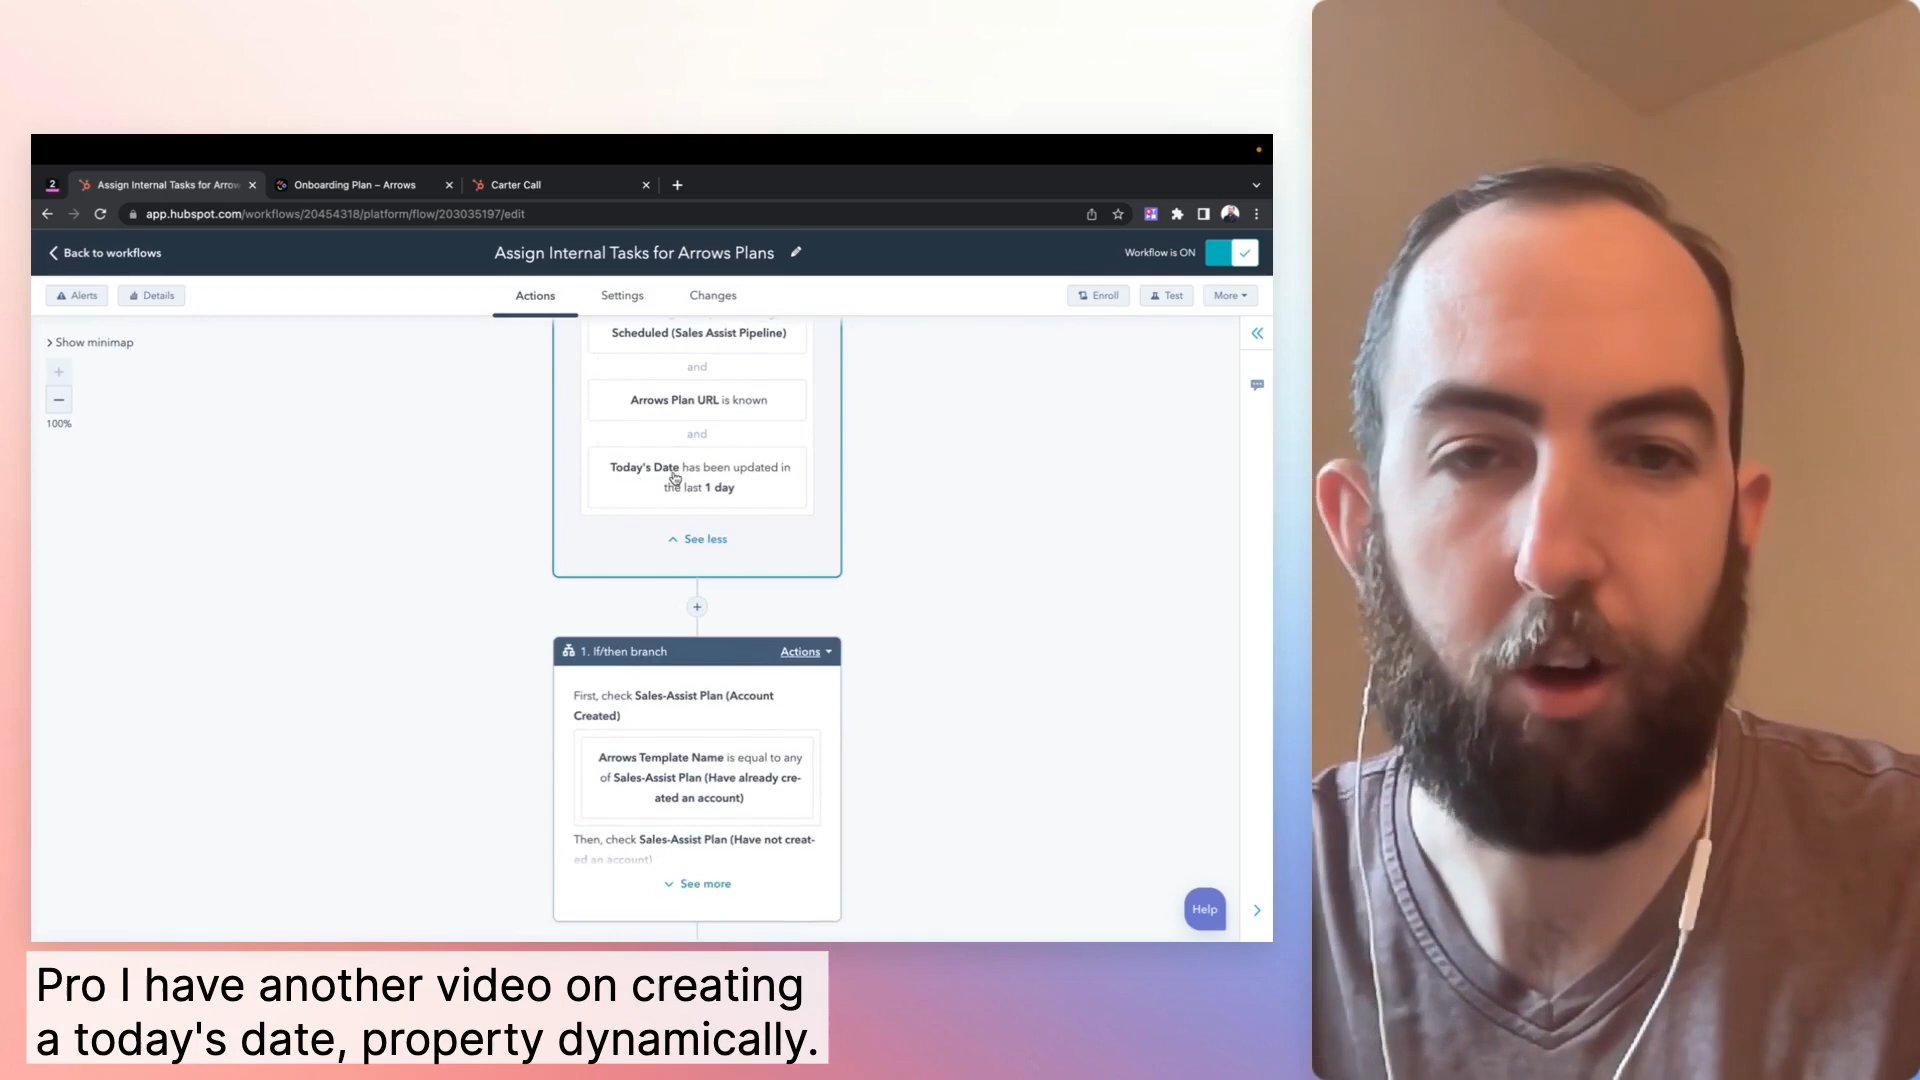 2
Assign Internal Tasks for Arrow
Onboarding Plan – Arrows
Carter Call
app.hubspot.com/workflows/20454318/platform/flow/203035197/edit
Back to workflows
Assign Internal Tasks for Arrows Plans
Workflow is ON
Alerts
Details
Actions
Settings
Changes
Enroll
Test
More
Show minimap
100%
Scheduled (Sales Assist Pipeline)
and
Arrows Plan URL is known
and
Today's Date has been updated in
the last 1 day
See less
1. If/then branch
Actions
First, check Sales-Assist Plan (Account
Created)
Arrows Template Name is equal to any
of Sales-Assist Plan (Have already cre-
ated an account)
Then, check Sales-Assist Plan (Have not creat-
ed an account)
See more
Help
Pro I have another video on creating
a today's date, property dynamically.